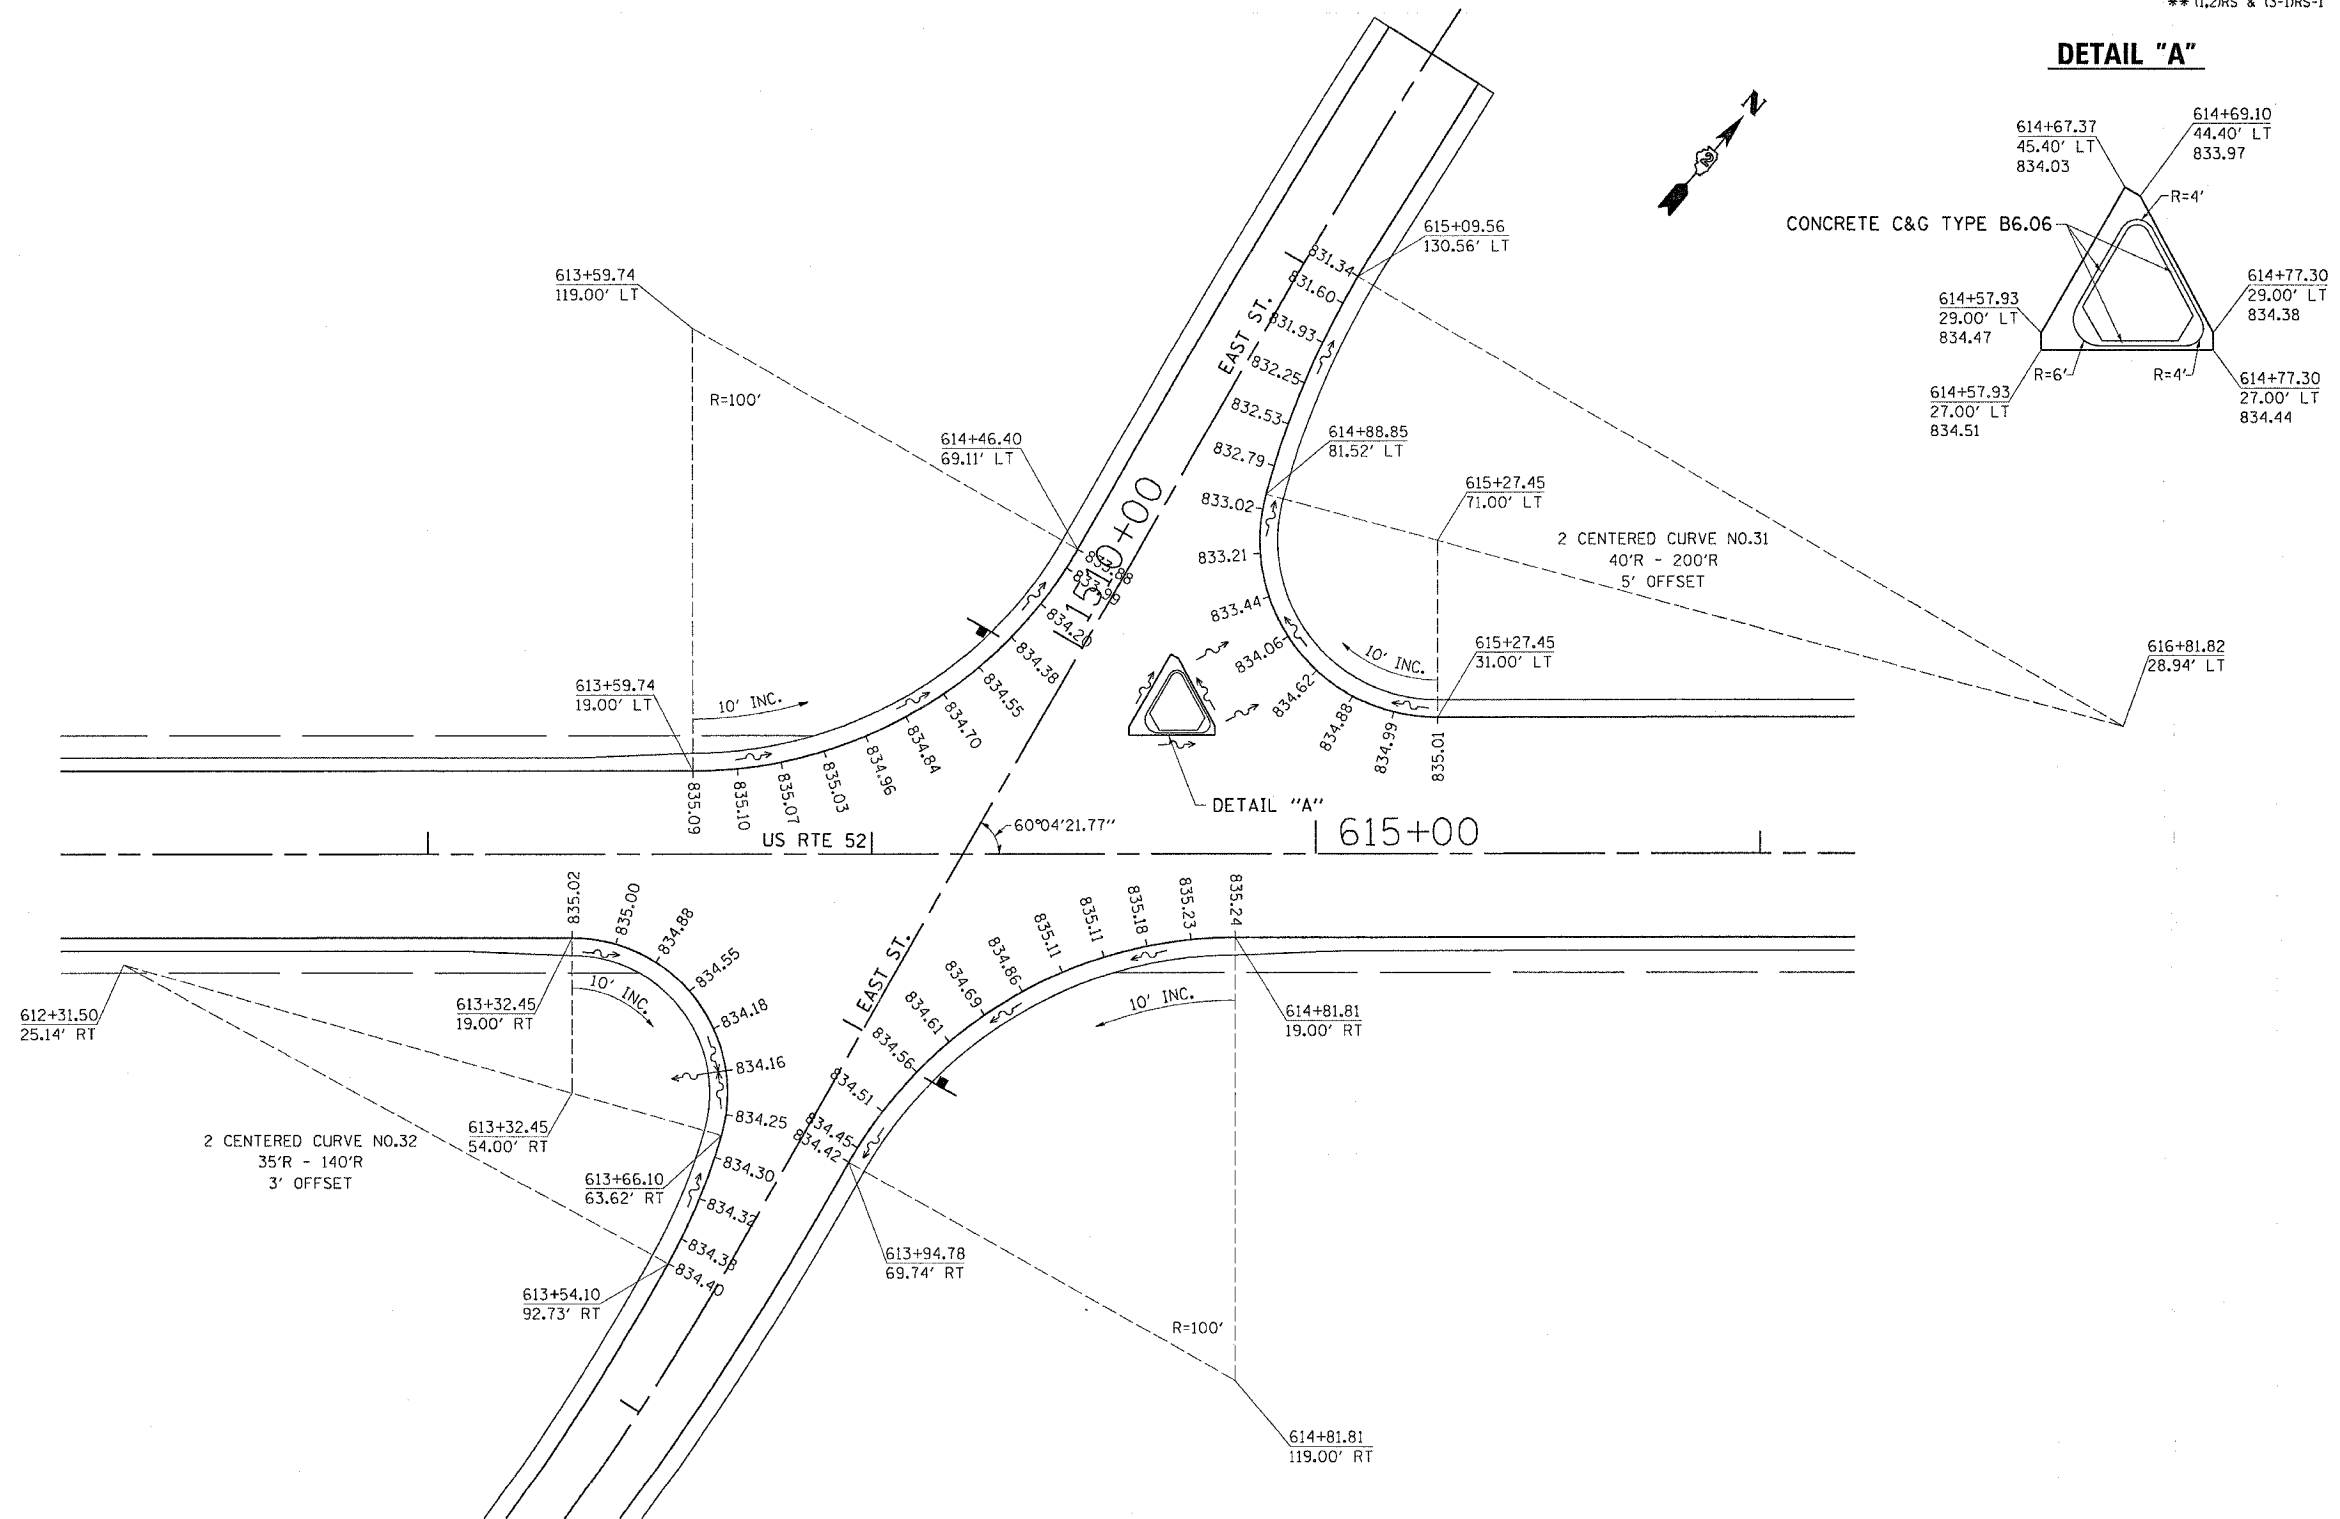 ** (1,2)RS & (3-1)RS-1
DETAIL "A"
614+67.37
45.40' LT
834.03
614+69.10
44.40' LT
833.97
R=4'
CONCRETE C&G TYPE B6.06
614+57.93
29.00' LT
834.47
614+77.30
29.00' LT
834.38
R=6'
R=4'
614+57.93
27.00' LT
834.51
614+77.30
27.00' LT
834.44
N
2
613+59.74
119.00' LT
R=100'
614+46.40
69.11' LT
613+59.74
19.00' LT
10' INC.
835.09
835.10
835.07
835.03
834.96
834.84
834.70
834.55
834.38
834.20
833.99
833.88
1510+00
EAST ST.
831.34
831.60
831.93
832.25
832.53
832.79
833.02
833.21
833.44
834.06
834.62
834.88
834.99
835.01
615+09.56
130.56' LT
614+88.85
81.52' LT
615+27.45
71.00' LT
2 CENTERED CURVE NO.31
40'R - 200'R
5' OFFSET
10' INC.
615+27.45
31.00' LT
616+81.82
28.94' LT
DETAIL "A"
60°04'21.77"
US RTE 52
615+00
835.02
835.00
834.88
834.55
834.18
834.16
834.25
834.30
834.32
834.38
834.40
10' INC.
613+32.45
19.00' RT
612+31.50
25.14' RT
613+32.45
54.00' RT
2 CENTERED CURVE NO.32
35'R - 140'R
3' OFFSET
613+66.10
63.62' RT
613+54.10
92.73' RT
EAST ST.
835.24
835.23
835.18
835.11
835.11
834.86
834.69
834.61
834.56
834.51
834.45
834.42
10' INC.
614+81.81
19.00' RT
613+94.78
69.74' RT
R=100'
614+81.81
119.00' RT